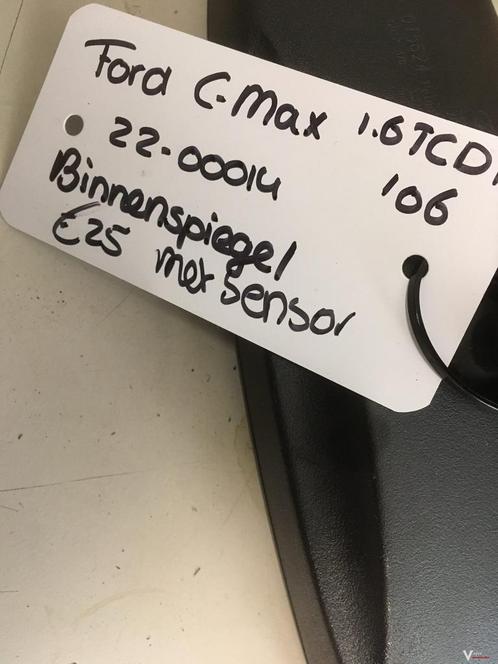 Ford C-Max 1.6TCDI
106
22-00014
Binnenspiegel
€25 met sensor